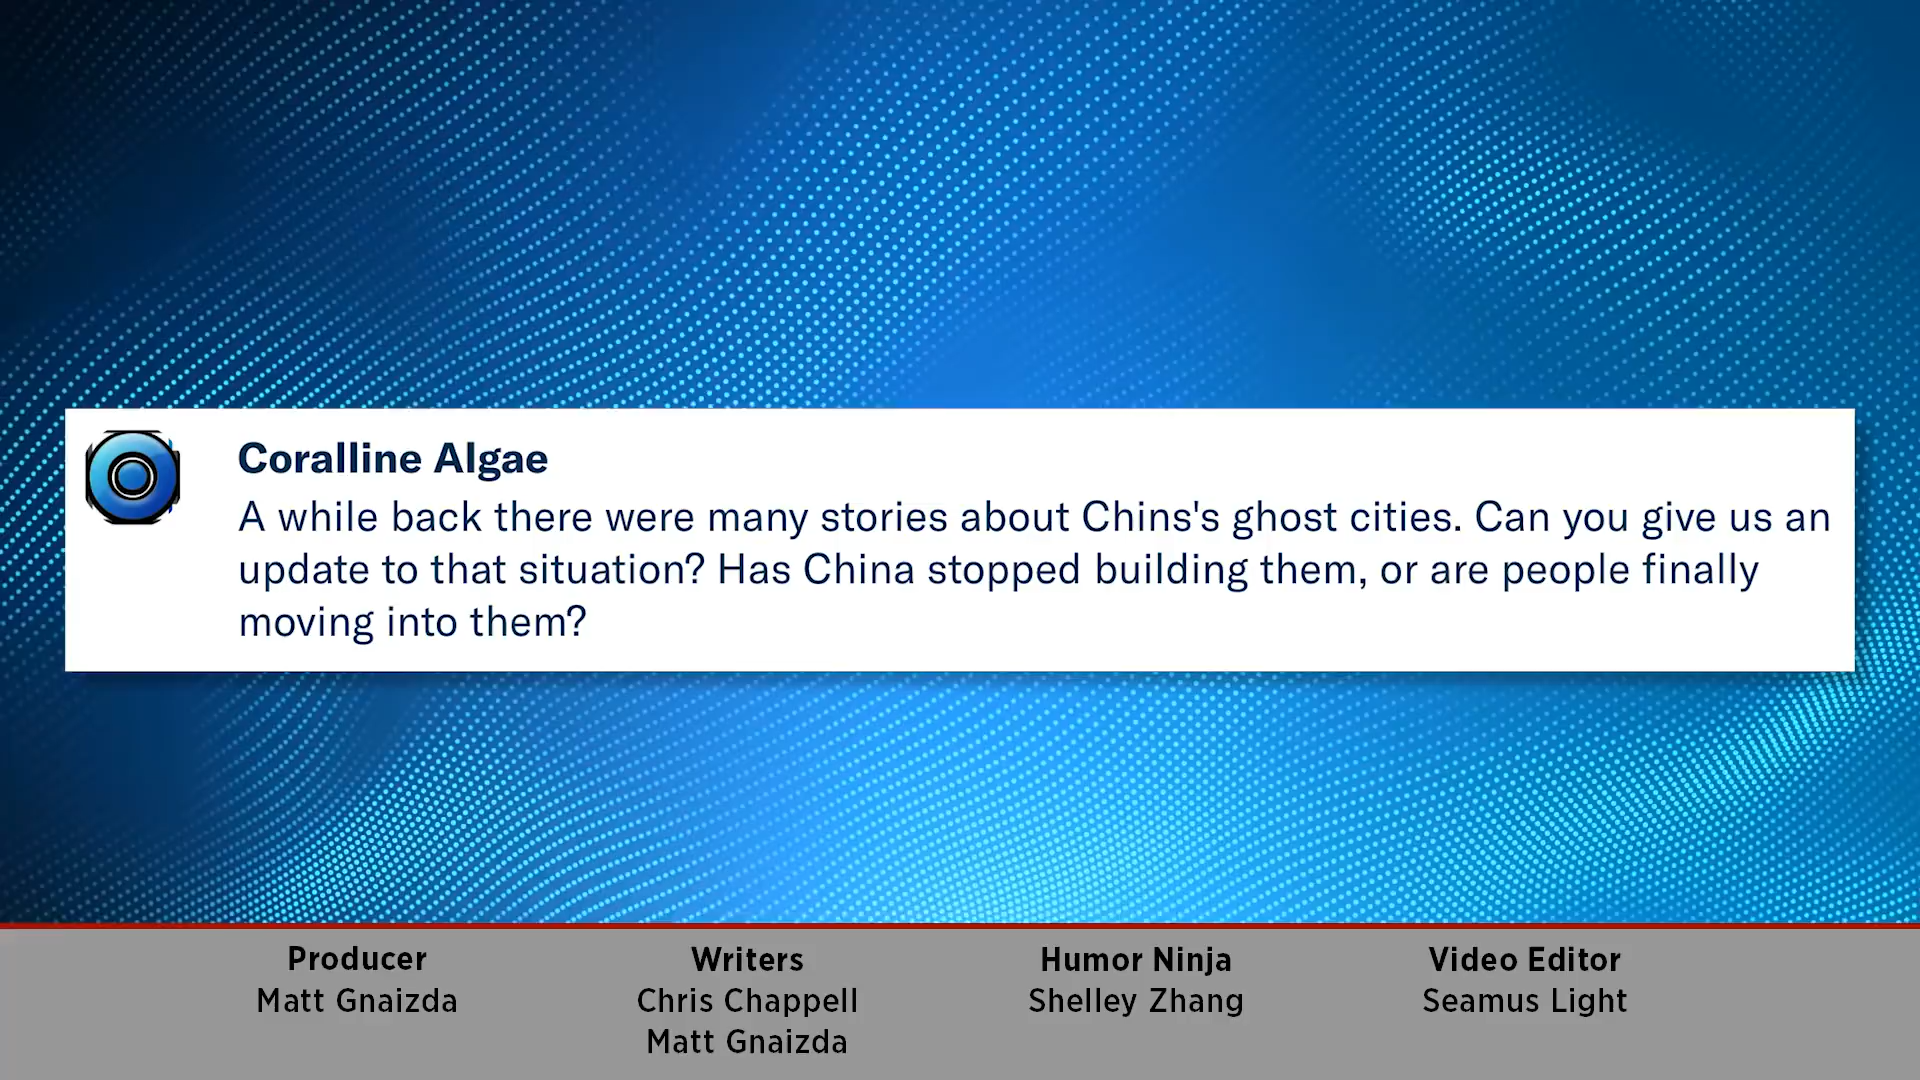 Coralline Algae
A while back there were many stories about Chins's ghost cities. Can you give us an
update to that situation? Has China stopped building them, or are people finally
moving into them?
Producer
Matt Gnaizda
Writers
Chris Chappell
Matt Gnaizda
Humor Ninja
Shelley Zhang
Video Editor
Seamus Light